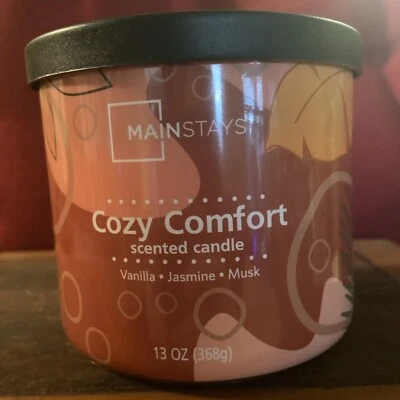 MAINSTAYS
Cozy Comfort
scented candle
Vanilla ▪ Jasmine ▪ Musk
13 OZ (368g)